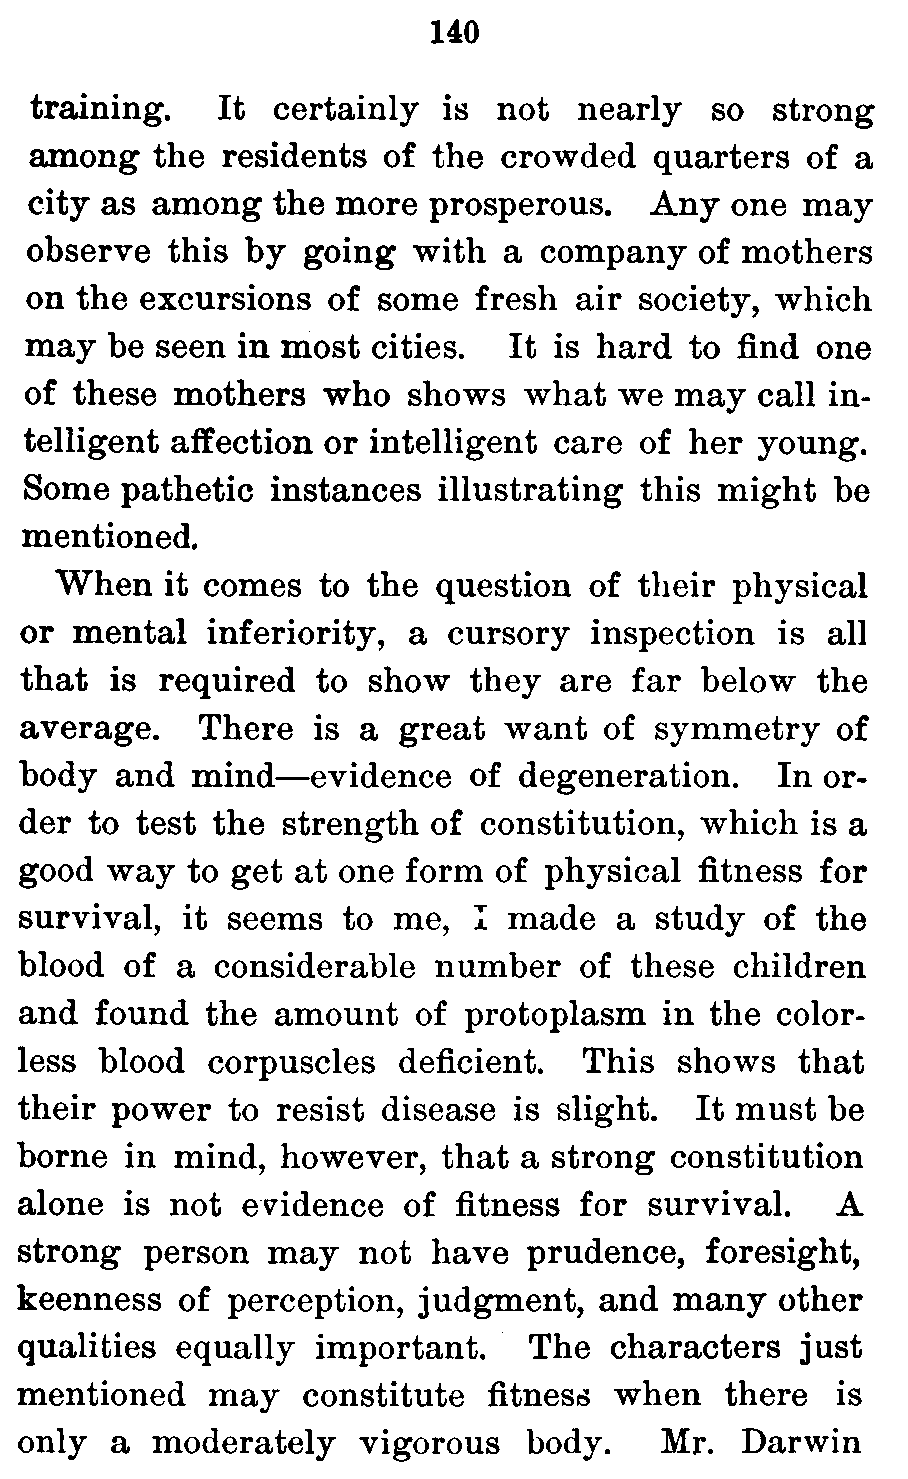 140
training. It certainly is not nearly so strong
among the residents of the crowded quarters of a
city as among the more prosperous. Any one may
observe this by going with a company of mothers
on the excursions of some fresh air society, which
may be seen in most cities. It is hard to find one
of these mothers who shows what we may call in-
telligent affection or intelligent care of her young.
Some pathetic instances illustrating this might be
mentioned.
When it comes to the question of their physical
or mental inferiority, a cursory inspection is all
that is required to show they are far below the
average. There is a great want of symmetry of
body and mind—evidence of degeneration. In or-
der to test the strength of constitution, which is a
good way to get at one form of physical fitness for
survival, it seems to me, I made a study of the
blood of a considerable number of these children
and found the amount of protoplasm in the color-
less blood corpuscles deficient. This shows that
their power to resist disease is slight. It must be
borne in mind, however, that a strong constitution
alone is not evidence of fitness for survival. A
strong person may not have prudence, foresight,
keenness of perception, judgment, and many other
qualities equally important. The characters just
mentioned may constitute fitness when there is
only a moderately vigorous body. Mr. Darwin